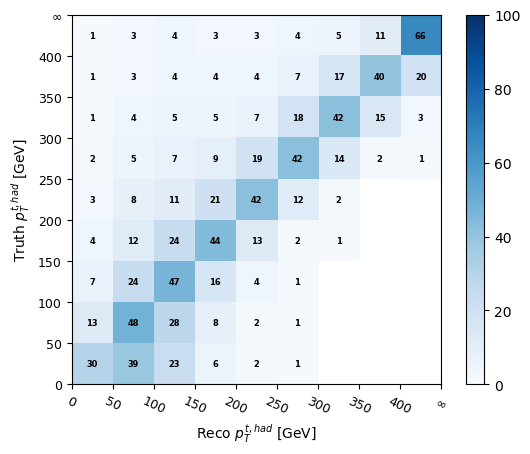 ∞
400
350
300
250
200
150
100
50
0
Truth $p_T^{t,had}$ [GeV]
1 3 4 3 3 4 5 11 66
1 3 4 4 4 7 17 40 20
1 4 5 5 7 18 42 15 3
2 5 7 9 19 42 14 2 1
3 8 11 21 42 12 2
4 12 24 44 13 2 1
7 24 47 16 4 1
13 48 28 8 2 1
30 39 23 6 2 1
0 50 100 150 200 250 300 350 400 ∞
Reco $p_T^{t,had}$ [GeV]
100
80
60
40
20
0